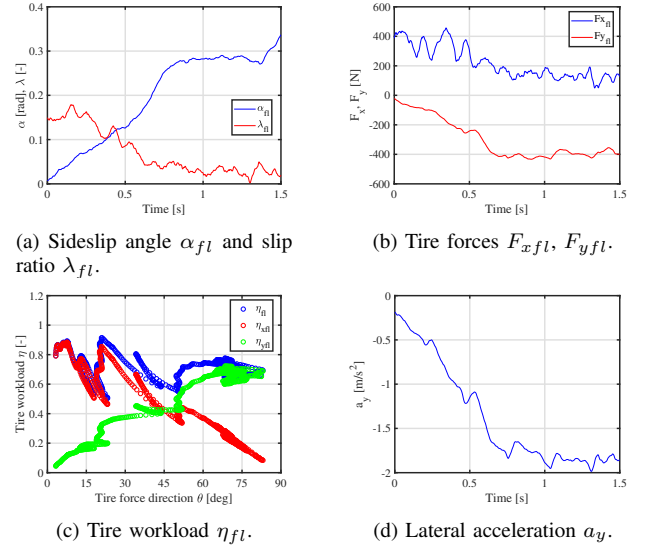 0.4
0.3
0.2
0.1
0
α [rad], λ [-]
α_fl
λ_fl
0 0.5 1 1.5
Time [s]
(a) Sideslip angle α_fl and slip
ratio λ_fl.
600
400
200
0
-200
-400
-600
F_x, F_y [N]
Fx_fl
Fy_fl
0 0.5 1 1.5
Time [s]
(b) Tire forces F_xfl, F_yfl.
1.2
1
0.8
0.6
0.4
0.2
0
Tire workload η [-]
η_fl
η_xfl
η_yfl
0 15 30 45 60 75 90
Tire force direction θ [deg]
(c) Tire workload η_fl.
0
-0.5
-1
-1.5
-2
a_y [m/s²]
0 0.5 1 1.5
Time [s]
(d) Lateral acceleration a_y.